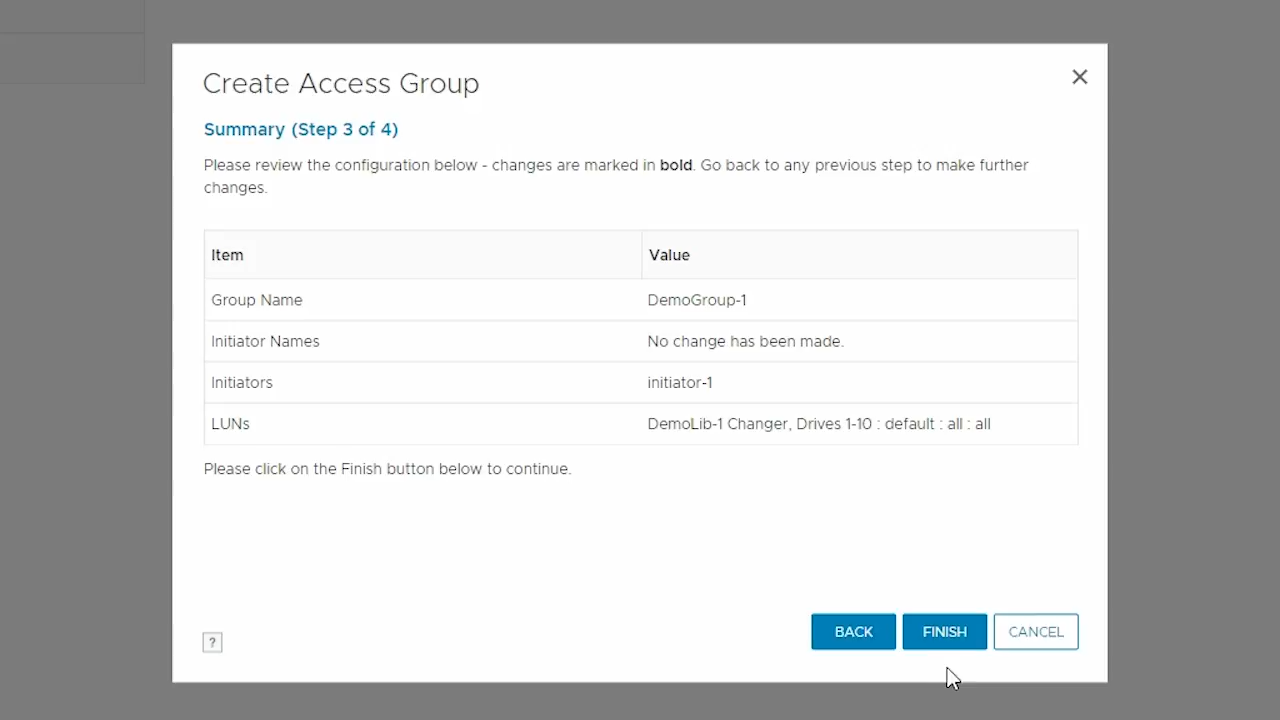 Create Access Group
×
Summary (Step 3 of 4)
Please review the configuration below - changes are marked in bold. Go back to any previous step to make further
changes.
Item Value
Group Name DemoGroup-1
Initiator Names No change has been made.
Initiators initiator-1
LUNs DemoLib-1 Changer, Drives 1-10 : default : all : all
Please click on the Finish button below to continue.
BACK FINISH CANCEL
?